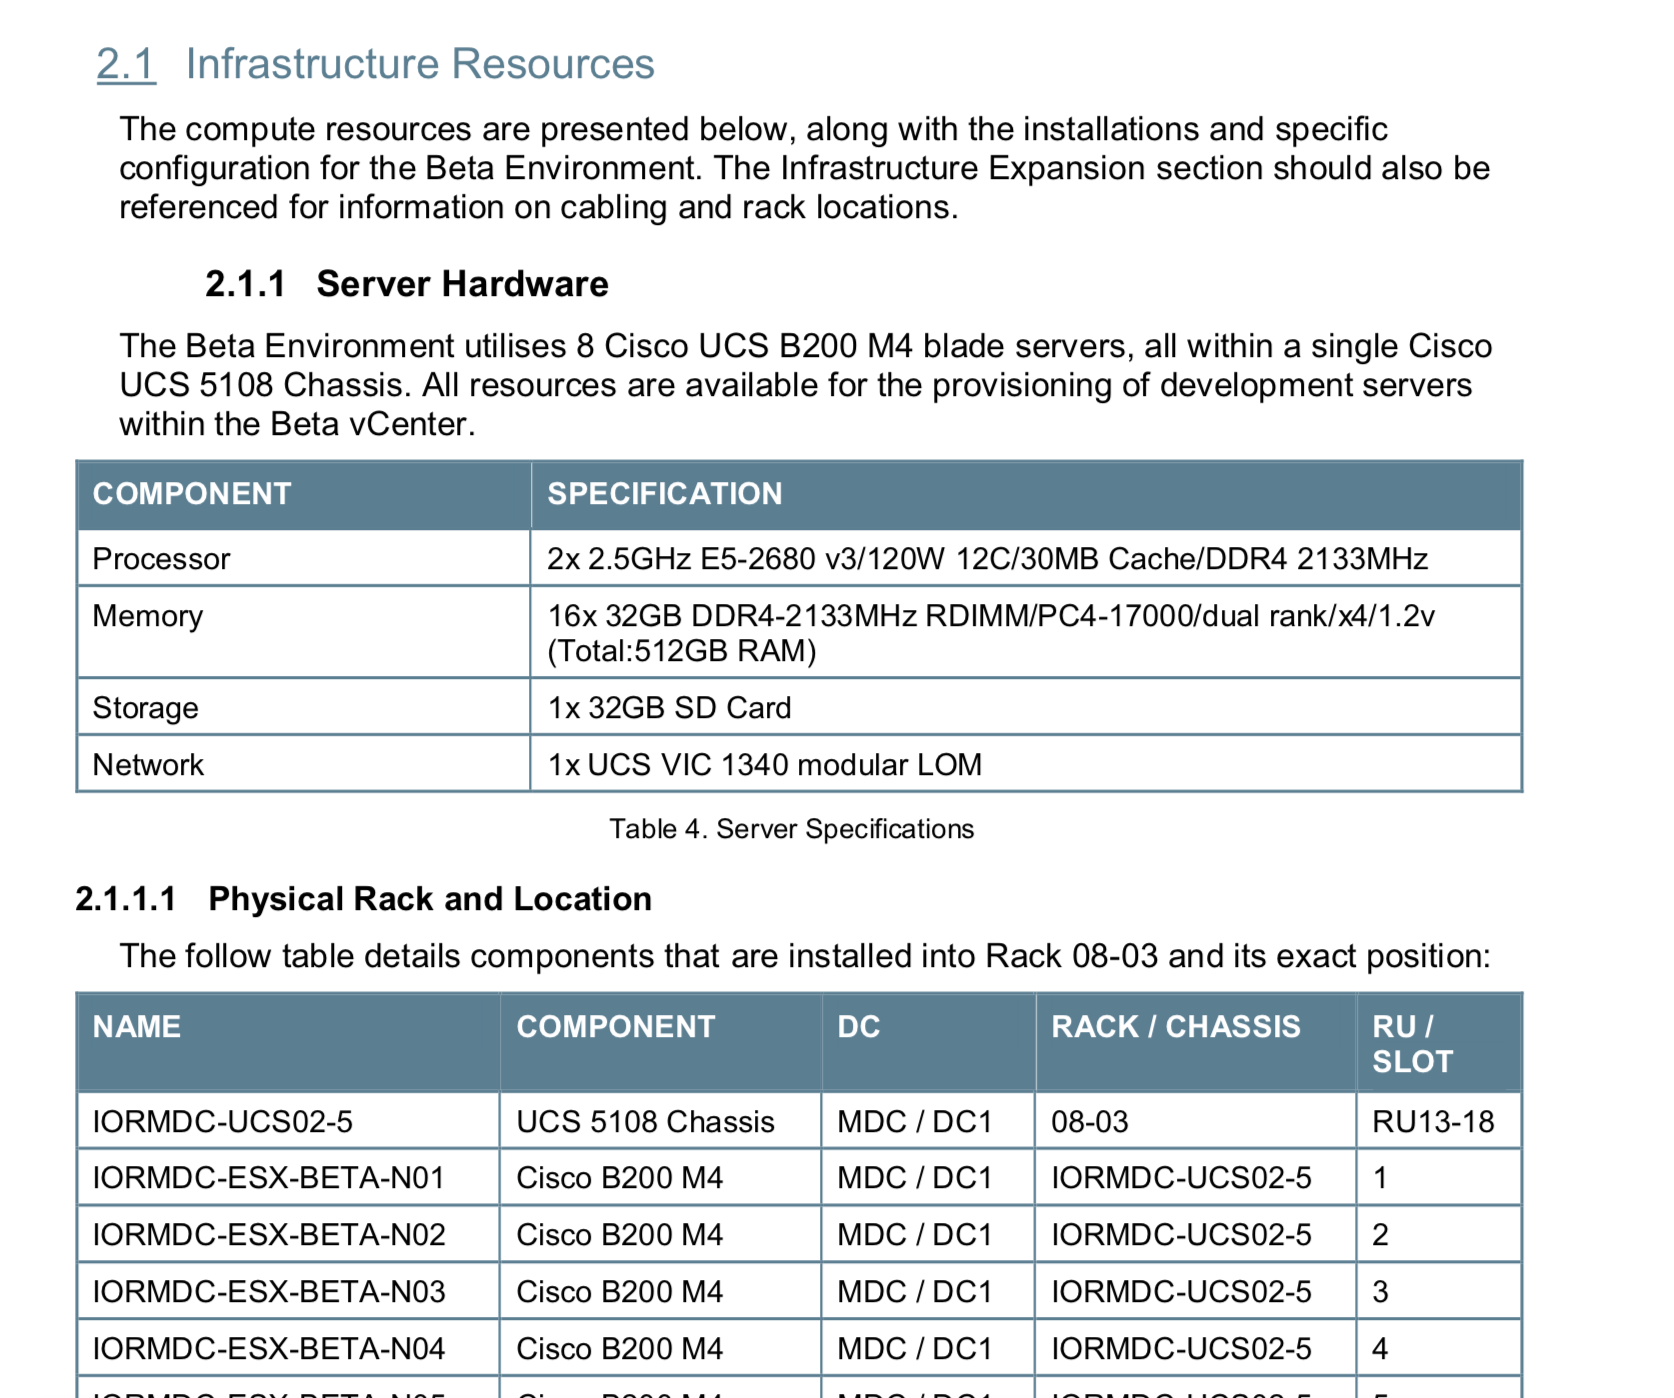 2.1 Infrastructure Resources
The compute resources are presented below, along with the installations and specific
configuration for the Beta Environment. The Infrastructure Expansion section should also be
referenced for information on cabling and rack locations.
2.1.1 Server Hardware
The Beta Environment utilises 8 Cisco UCS B200 M4 blade servers, all within a single Cisco
UCS 5108 Chassis. All resources are available for the provisioning of development servers
within the Beta vCenter.
COMPONENT SPECIFICATION
Processor 2x 2.5GHz E5-2680 v3/120W 12C/30MB Cache/DDR4 2133MHz
Memory 16x 32GB DDR4-2133MHz RDIMM/PC4-17000/dual rank/x4/1.2v
(Total:512GB RAM)
Storage 1x 32GB SD Card
Network 1x UCS VIC 1340 modular LOM
Table 4. Server Specifications
2.1.1.1 Physical Rack and Location
The follow table details components that are installed into Rack 08-03 and its exact position:
NAME COMPONENT DC RACK / CHASSIS RU /
SLOT
IORMDC-UCS02-5 UCS 5108 Chassis MDC / DC1 08-03 RU13-18
IORMDC-ESX-BETA-N01 Cisco B200 M4 MDC / DC1 IORMDC-UCS02-5 1
IORMDC-ESX-BETA-N02 Cisco B200 M4 MDC / DC1 IORMDC-UCS02-5 2
IORMDC-ESX-BETA-N03 Cisco B200 M4 MDC / DC1 IORMDC-UCS02-5 3
IORMDC-ESX-BETA-N04 Cisco B200 M4 MDC / DC1 IORMDC-UCS02-5 4